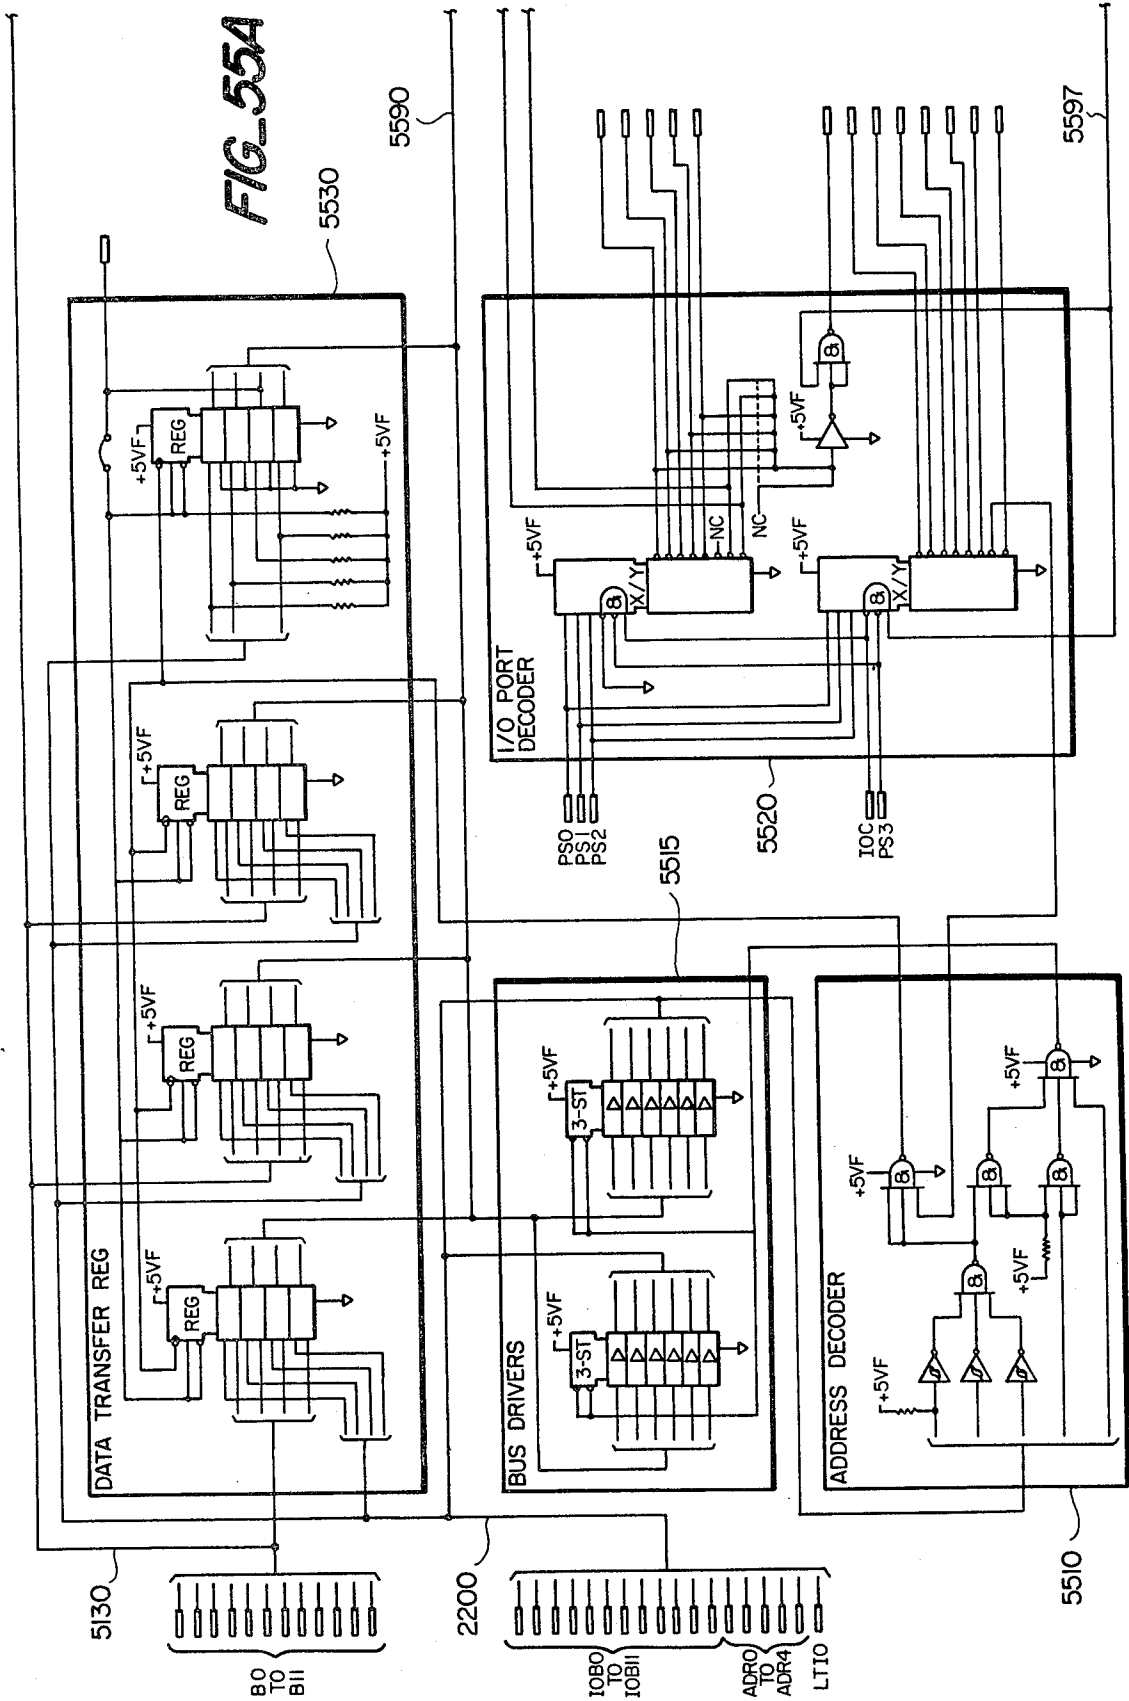 FIG_55A
5590
5597
5530
+5VF
REG
+5VF
+5VF
REG
+5VF
REG
+5VF
REG
DATA TRANSFER REG
+5VF
X/Y
&
NC
NC
+5VF
&
+5VF
X/Y
&
I/O PORT
DECODER
PS0
PS1
PS2
IOC
PS3
5520
5515
+5VF
3-ST
+5VF
3-ST
BUS DRIVERS
+5VF
&
+5VF
&
&
&
+5VF
&
+5VF
ADDRESS DECODER
5510
5130
2200
B0
TO
B11
IOB0
TO
IOB11
ADR0
TO
ADR4
LTIO